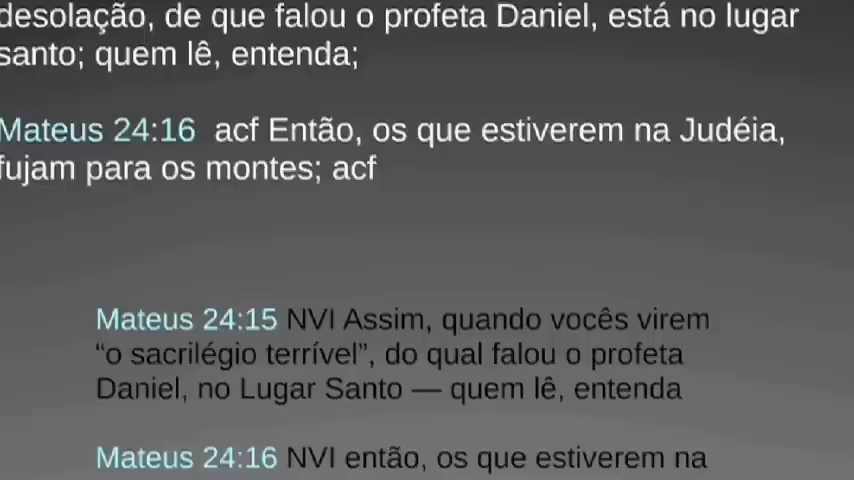 desolação, de que falou o profeta Daniel, está no lugar
santo; quem lê, entenda;
Mateus 24:16 acf Então, os que estiverem na Judéia,
fujam para os montes; acf
Mateus 24:15 NVI Assim, quando vocês virem
“o sacrilégio terrível”, do qual falou o profeta
Daniel, no Lugar Santo — quem lê, entenda
Mateus 24:16 NVI então, os que estiverem na